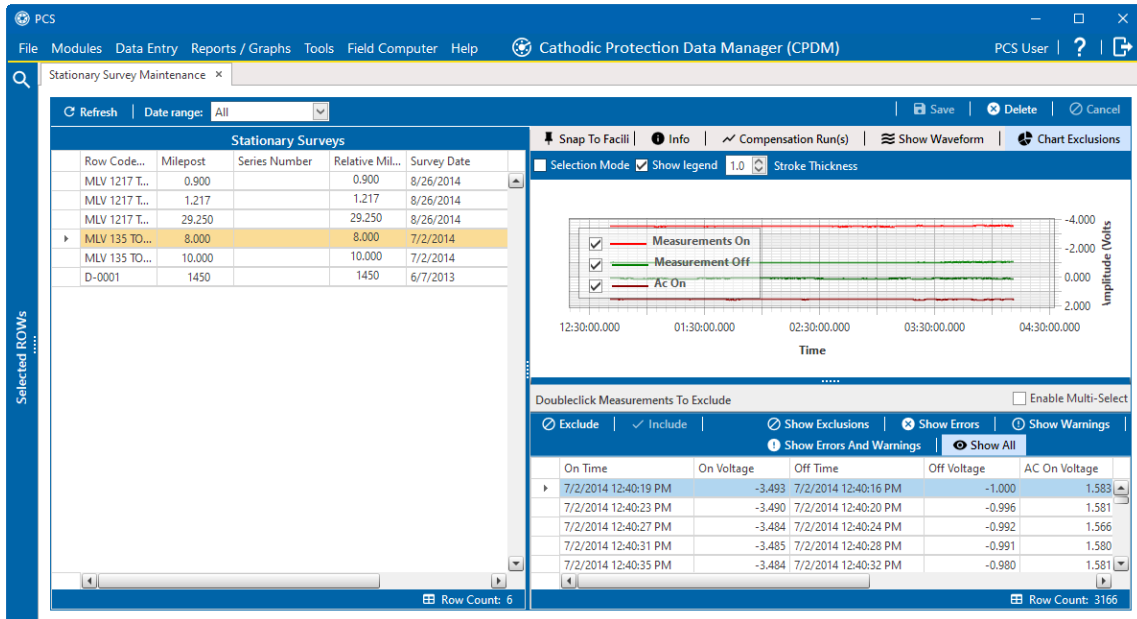 PCS
File Modules Data Entry Reports / Graphs Tools Field Computer Help Cathodic Protection Data Manager (CPDM) PCS User ?
Stationary Survey Maintenance ×
Selected ROWs
Refresh Date range: All
Save Delete Cancel
Stationary Surveys
Row Code... Milepost Series Number Relative Mil... Survey Date
MLV 1217 T... 0.900 0.900 8/26/2014
MLV 1217 T... 1.217 1.217 8/26/2014
MLV 1217 T... 29.250 29.250 8/26/2014
MLV 135 TO... 8.000 8.000 7/2/2014
MLV 135 TO... 10.000 10.000 7/2/2014
D-0001 1450 1450 6/7/2013
Row Count: 6
Snap To Facili Info Compensation Run(s) Show Waveform Chart Exclusions
Selection Mode Show legend 1.0 Stroke Thickness
Measurements On
Measurement Off
Ac On
-4.000
-2.000
0.000
2.000
Amplitude (Volts
12:30:00.000 01:30:00.000 02:30:00.000 03:30:00.000 04:30:00.000
Time
Doubleclick Measurements To Exclude Enable Multi-Select
Exclude Include Show Exclusions Show Errors Show Warnings
Show Errors And Warnings Show All
On Time On Voltage Off Time Off Voltage AC On Voltage
7/2/2014 12:40:19 PM -3.493 7/2/2014 12:40:16 PM -1.000 1.583
7/2/2014 12:40:23 PM -3.490 7/2/2014 12:40:20 PM -0.996 1.581
7/2/2014 12:40:27 PM -3.484 7/2/2014 12:40:24 PM -0.992 1.566
7/2/2014 12:40:31 PM -3.485 7/2/2014 12:40:28 PM -0.991 1.580
7/2/2014 12:40:35 PM -3.484 7/2/2014 12:40:32 PM -0.980 1.581
Row Count: 3166